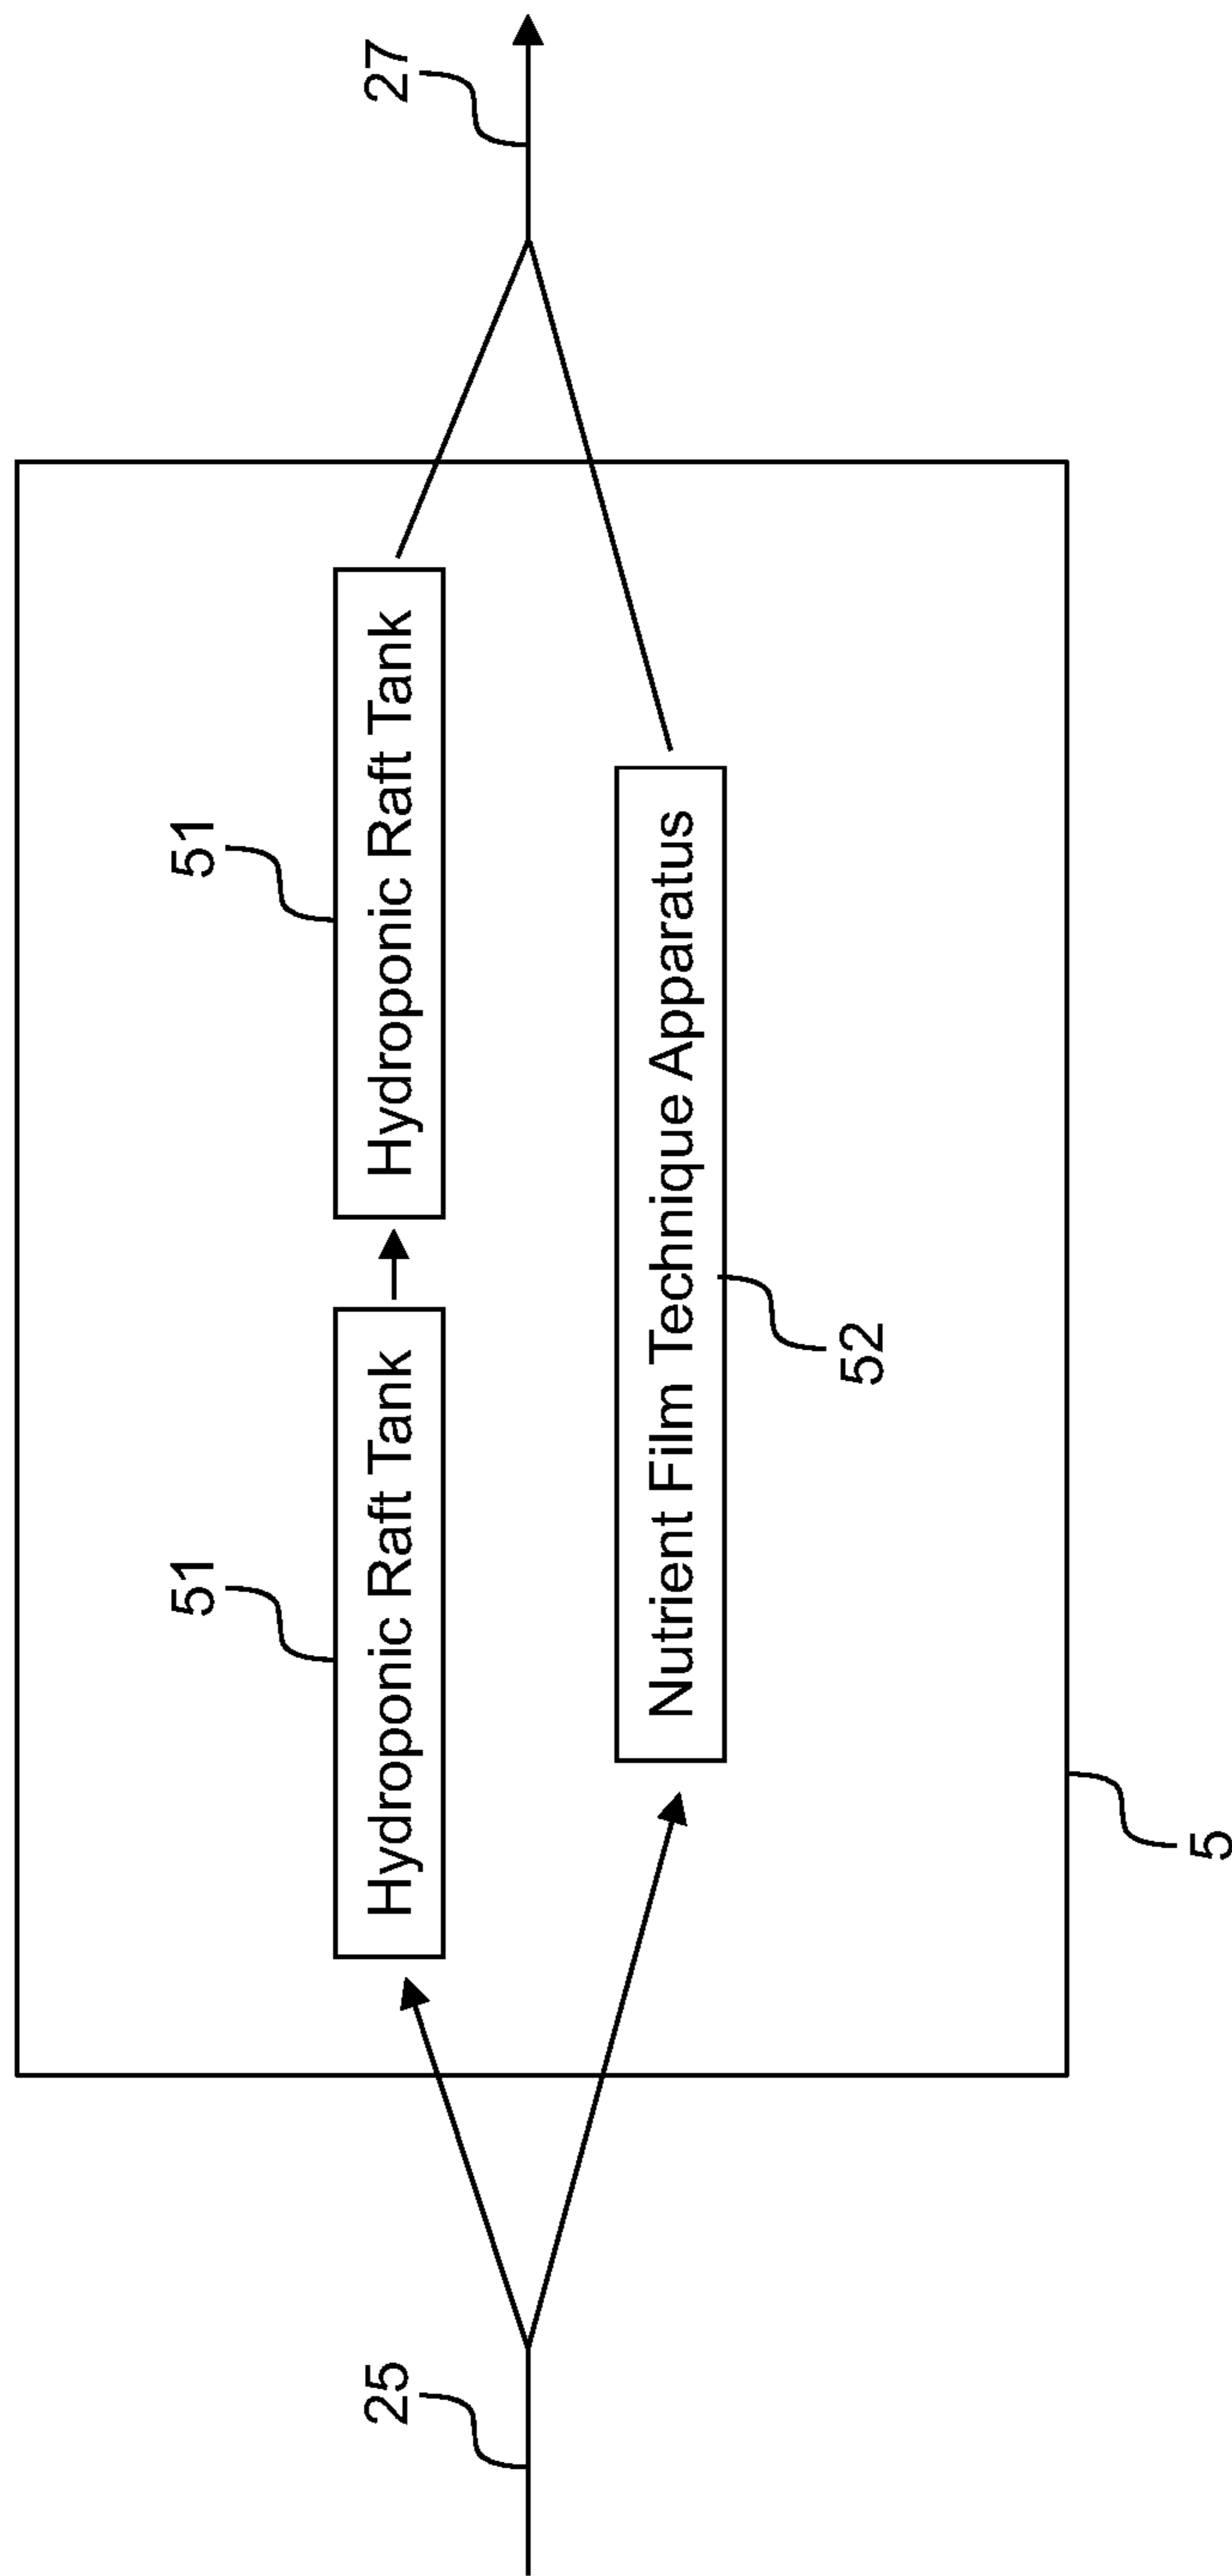 51
51
Hydroponic Raft Tank
Hydroponic Raft Tank
25
27
Nutrient Film Technique Apparatus
52
5